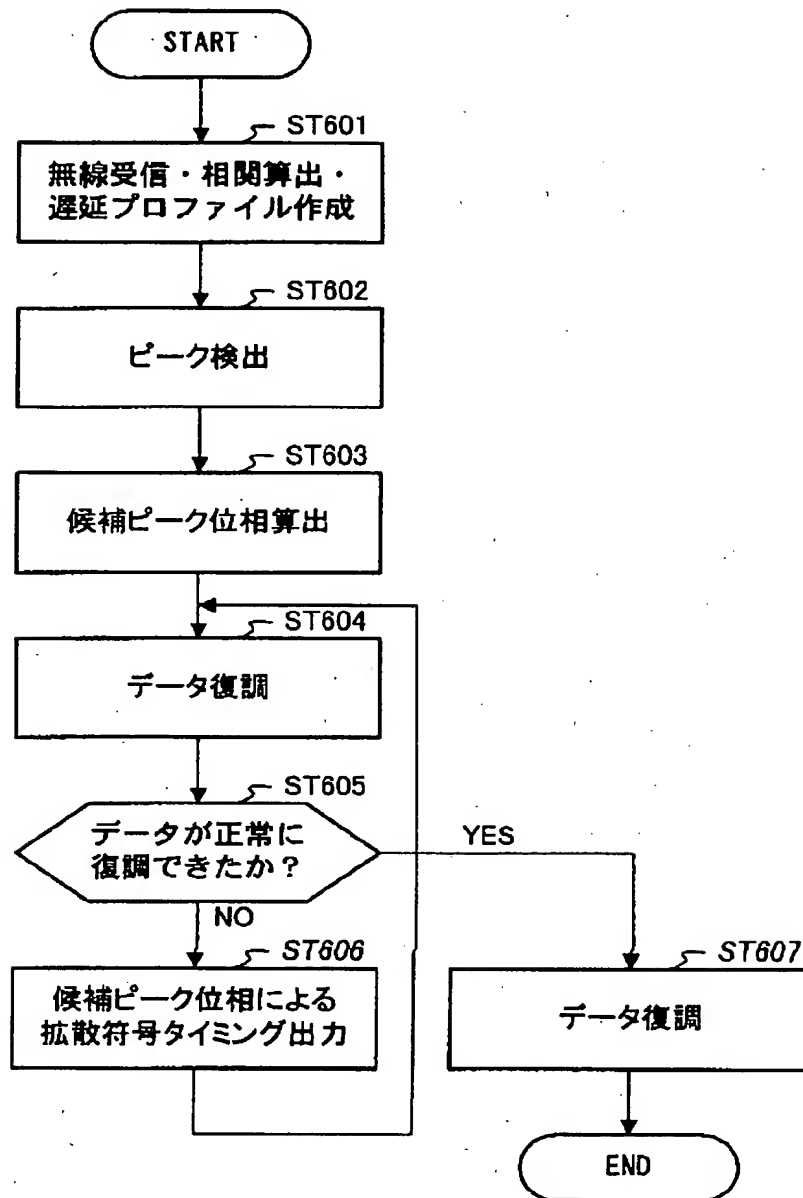 START
ST601
無線受信・相関算出・
遅延プロファイル作成
ST602
ピーク検出
ST603
候補ピーク位相算出
ST604
データ復調
ST605
データが正常に
復調できたか?
YES
NO
ST606
候補ピーク位相による
拡散符号タイミング出力
ST607
データ復調
END